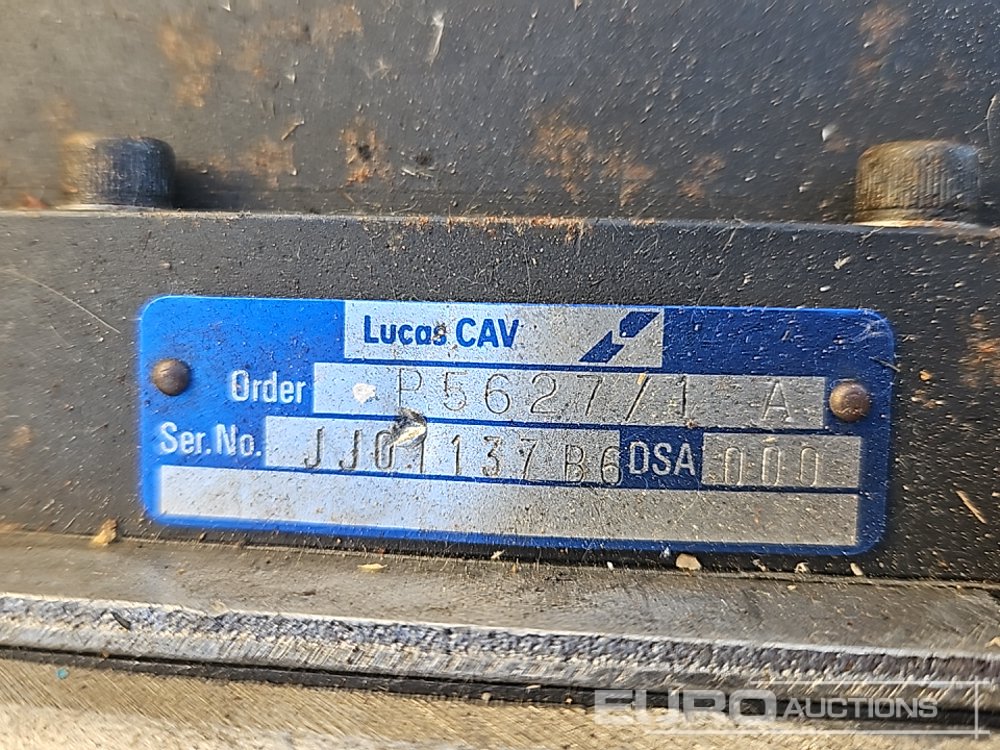 Lucas CAV
Order P5627/1 A
Ser.No. JJ01137B6 DSA 000
EURO AUCTIONS